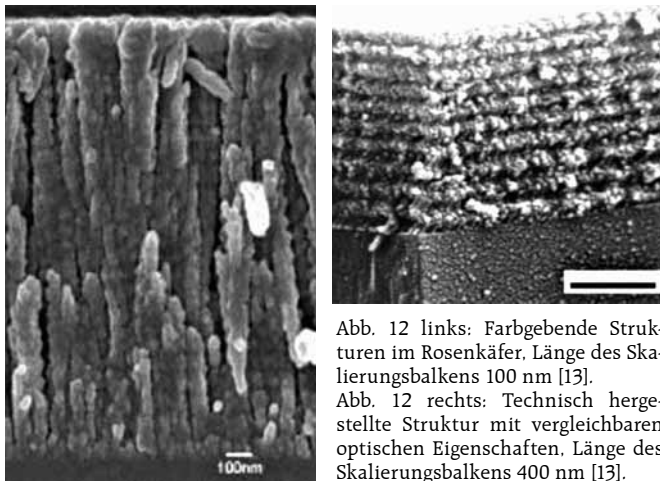 100nm
Abb. 12 links: Farbgebende Struk-
turen im Rosenkäfer, Länge des Ska-
lierungsbalkens 100 nm [13].
Abb. 12 rechts: Technisch herge-
stellte Struktur mit vergleichbaren
optischen Eigenschaften, Länge des
Skalierungsbalkens 400 nm [13].